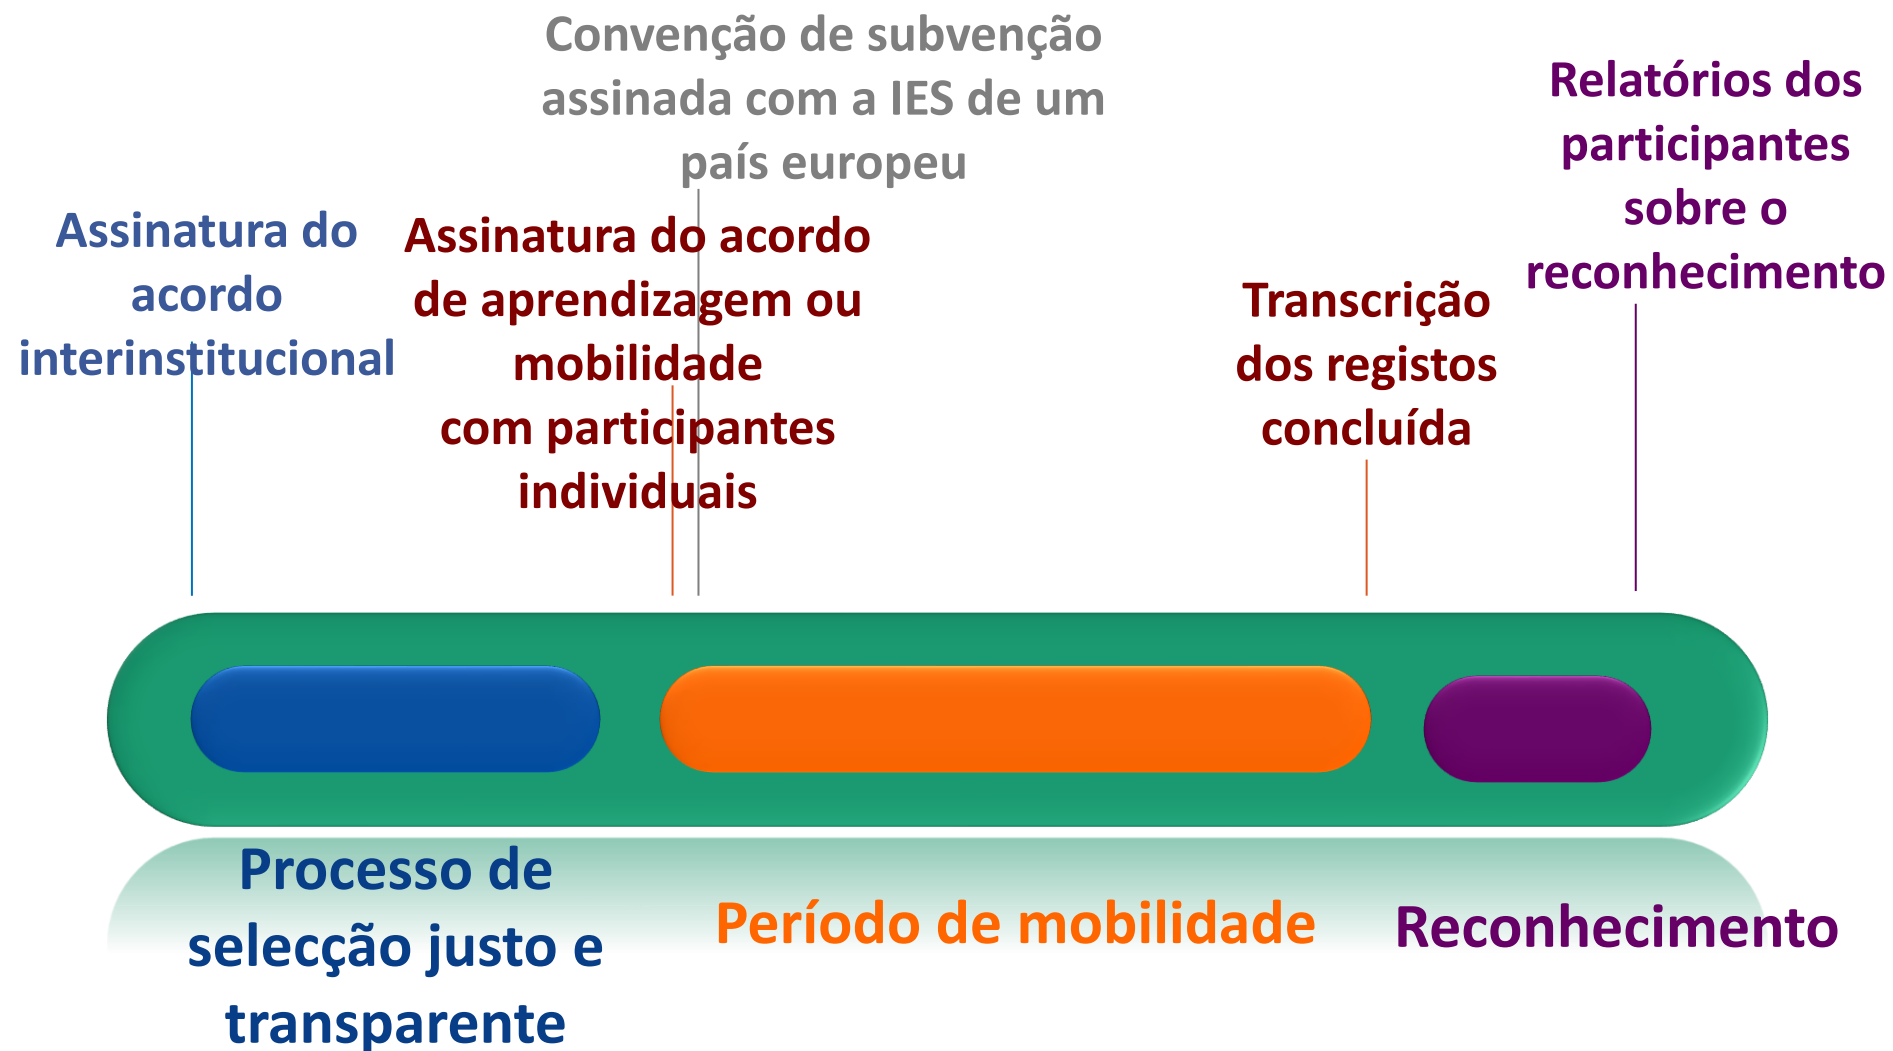 Convenção de subvenção
assinada com a IES de um
país europeu
Relatórios dos
participantes
sobre o
reconhecimento
Assinatura do
acordo
interinstitucional
Assinatura do acordo
de aprendizagem ou
mobilidade
com participantes
individuais
Transcrição
dos registos
concluída
Processo de
selecção justo e
transparente
Período de mobilidade
Reconhecimento